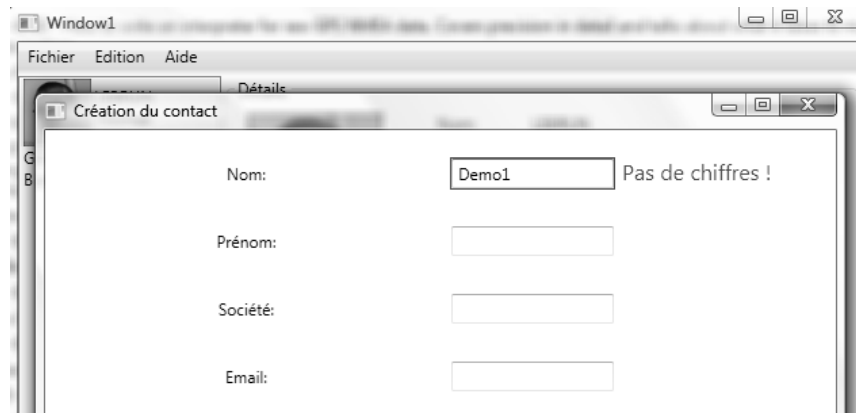 Window1
Fichier Edition Aide
Détails
Création du contact
G
B
Nom: Demo1 Pas de chiffres !
Prénom:
Société:
Email: